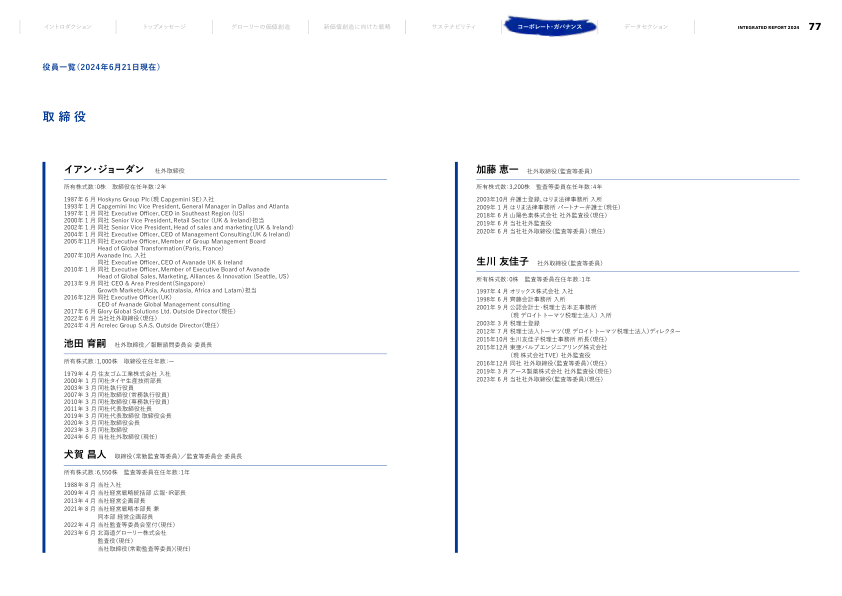 イントロダクション
トップメッセージ
グローリーの価値創造
新価値創造に向けた戦略
サステナビリティ
コーポレート・ガバナンス
データセクション
INTEGRATED REPORT 2024 77
役員一覧（2024年6月21日現在）
取締役
イアン・ジョーダン 社外取締役
所有株式数：0株 取締役在任年数：2年
1987年 6 月 Hoskyns Group Plc（現 Capgemini SE）入社
1993年 1 月 Capgemini Inc Vice President, General Manager in Dallas and Atlanta
1997年 1 月 同社 Executive Officer, CEO in Southeast Region (US)
2000年 1 月 同社 Senior Vice President, Retail Sector (UK & Ireland)担当
2002年 1 月 同社 Senior Vice President, Head of sales and marketing(UK & Ireland)
2004年 1 月 同社 Executive Officer, CEO of Management Consulting(UK & Ireland)
2005年11月 同社 Executive Officer, Member of Group Management Board
Head of Global Transformation(Paris, France)
2007年10月 Avanade Inc. 入社
同社 Executive Officer, CEO of Avanade UK & Ireland
2010年 1 月 同社 Executive Officer, Member of Executive Board of Avanade
Head of Global Sales, Marketing, Alliances & Innovation (Seattle, US)
2013年 9 月 同社 CEO & Area President(Singapore)
Growth Markets(Asia, Australasia, Africa and Latam)担当
2016年12月 同社 Executive Officer(UK)
CEO of Avanade Global Management consulting
2017年 6 月 Glory Global Solutions Ltd. Outside Director（現任）
2022年 6 月 当社社外取締役（現任）
2024年 4 月 Acrelec Group S.A.S. Outside Director（現任）
池田 育嗣 社外取締役／報酬諮問委員会 委員長
所有株式数：1,000株 取締役在任年数：ー
1979年 4 月 住友ゴム工業株式会社 入社
2000年 1 月 同社タイヤ生産技術部長
2003年 3 月 同社執行役員
2007年 3 月 同社取締役（常務執行役員）
2010年 3 月 同社取締役（専務執行役員）
2011年 3 月 同社代表取締役社長
2019年 3 月 同社代表取締役 取締役会長
2020年 3 月 同社取締役会長
2023年 3 月 同社取締役
2024年 6 月 当社社外取締役（現任）
犬賀 昌人 取締役（常勤監査等委員）／監査等委員会 委員長
所有株式数：6,550株 監査等委員在任年数：1年
1988年 8 月 当社入社
2009年 4 月 当社経営戦略統括部 広報・IR部長
2013年 4 月 当社経営企画部長
2021年 8 月 当社経営戦略本部長 兼
同本部 経営企画部長
2022年 4 月 当社監査等委員会室付（現任）
2023年 6 月 北海道グローリー株式会社
監査役（現任）
当社取締役（常勤監査等委員）（現任）
加藤 恵一 社外取締役（監査等委員）
所有株式数：3,200株 監査等委員在任年数：4年
2003年10月 弁護士登録、はりま法律事務所 入所
2009年 1 月 はりま法律事務所 パートナー弁護士（現任）
2018年 6 月 山陽色素株式会社 社外監査役（現任）
2019年 6 月 当社社外監査役
2020年 6 月 当社社外取締役（監査等委員）（現任）
生川 友佳子 社外取締役（監査等委員）
所有株式数：0株 監査等委員在任年数：1年
1997年 4 月 オリックス株式会社 入社
1998年 6 月 齊藤会計事務所 入所
2001年 9 月 公認会計士・税理士古本正事務所
（現 デロイト トーマツ税理士法人）入所
2003年 3 月 税理士登録
2012年 7 月 税理士法人トーマツ（現 デロイト トーマツ税理士法人）ディレクター
2015年10月 生川友佳子税理士事務所 所長（現任）
2015年12月 東亜バルブエンジニアリング株式会社
（現 株式会社TVE）社外監査役
2016年12月 同社 社外取締役（監査等委員）（現任）
2019年 3 月 アース製薬株式会社 社外監査役（現任）
2023年 6 月 当社社外取締役（監査等委員）（現任）